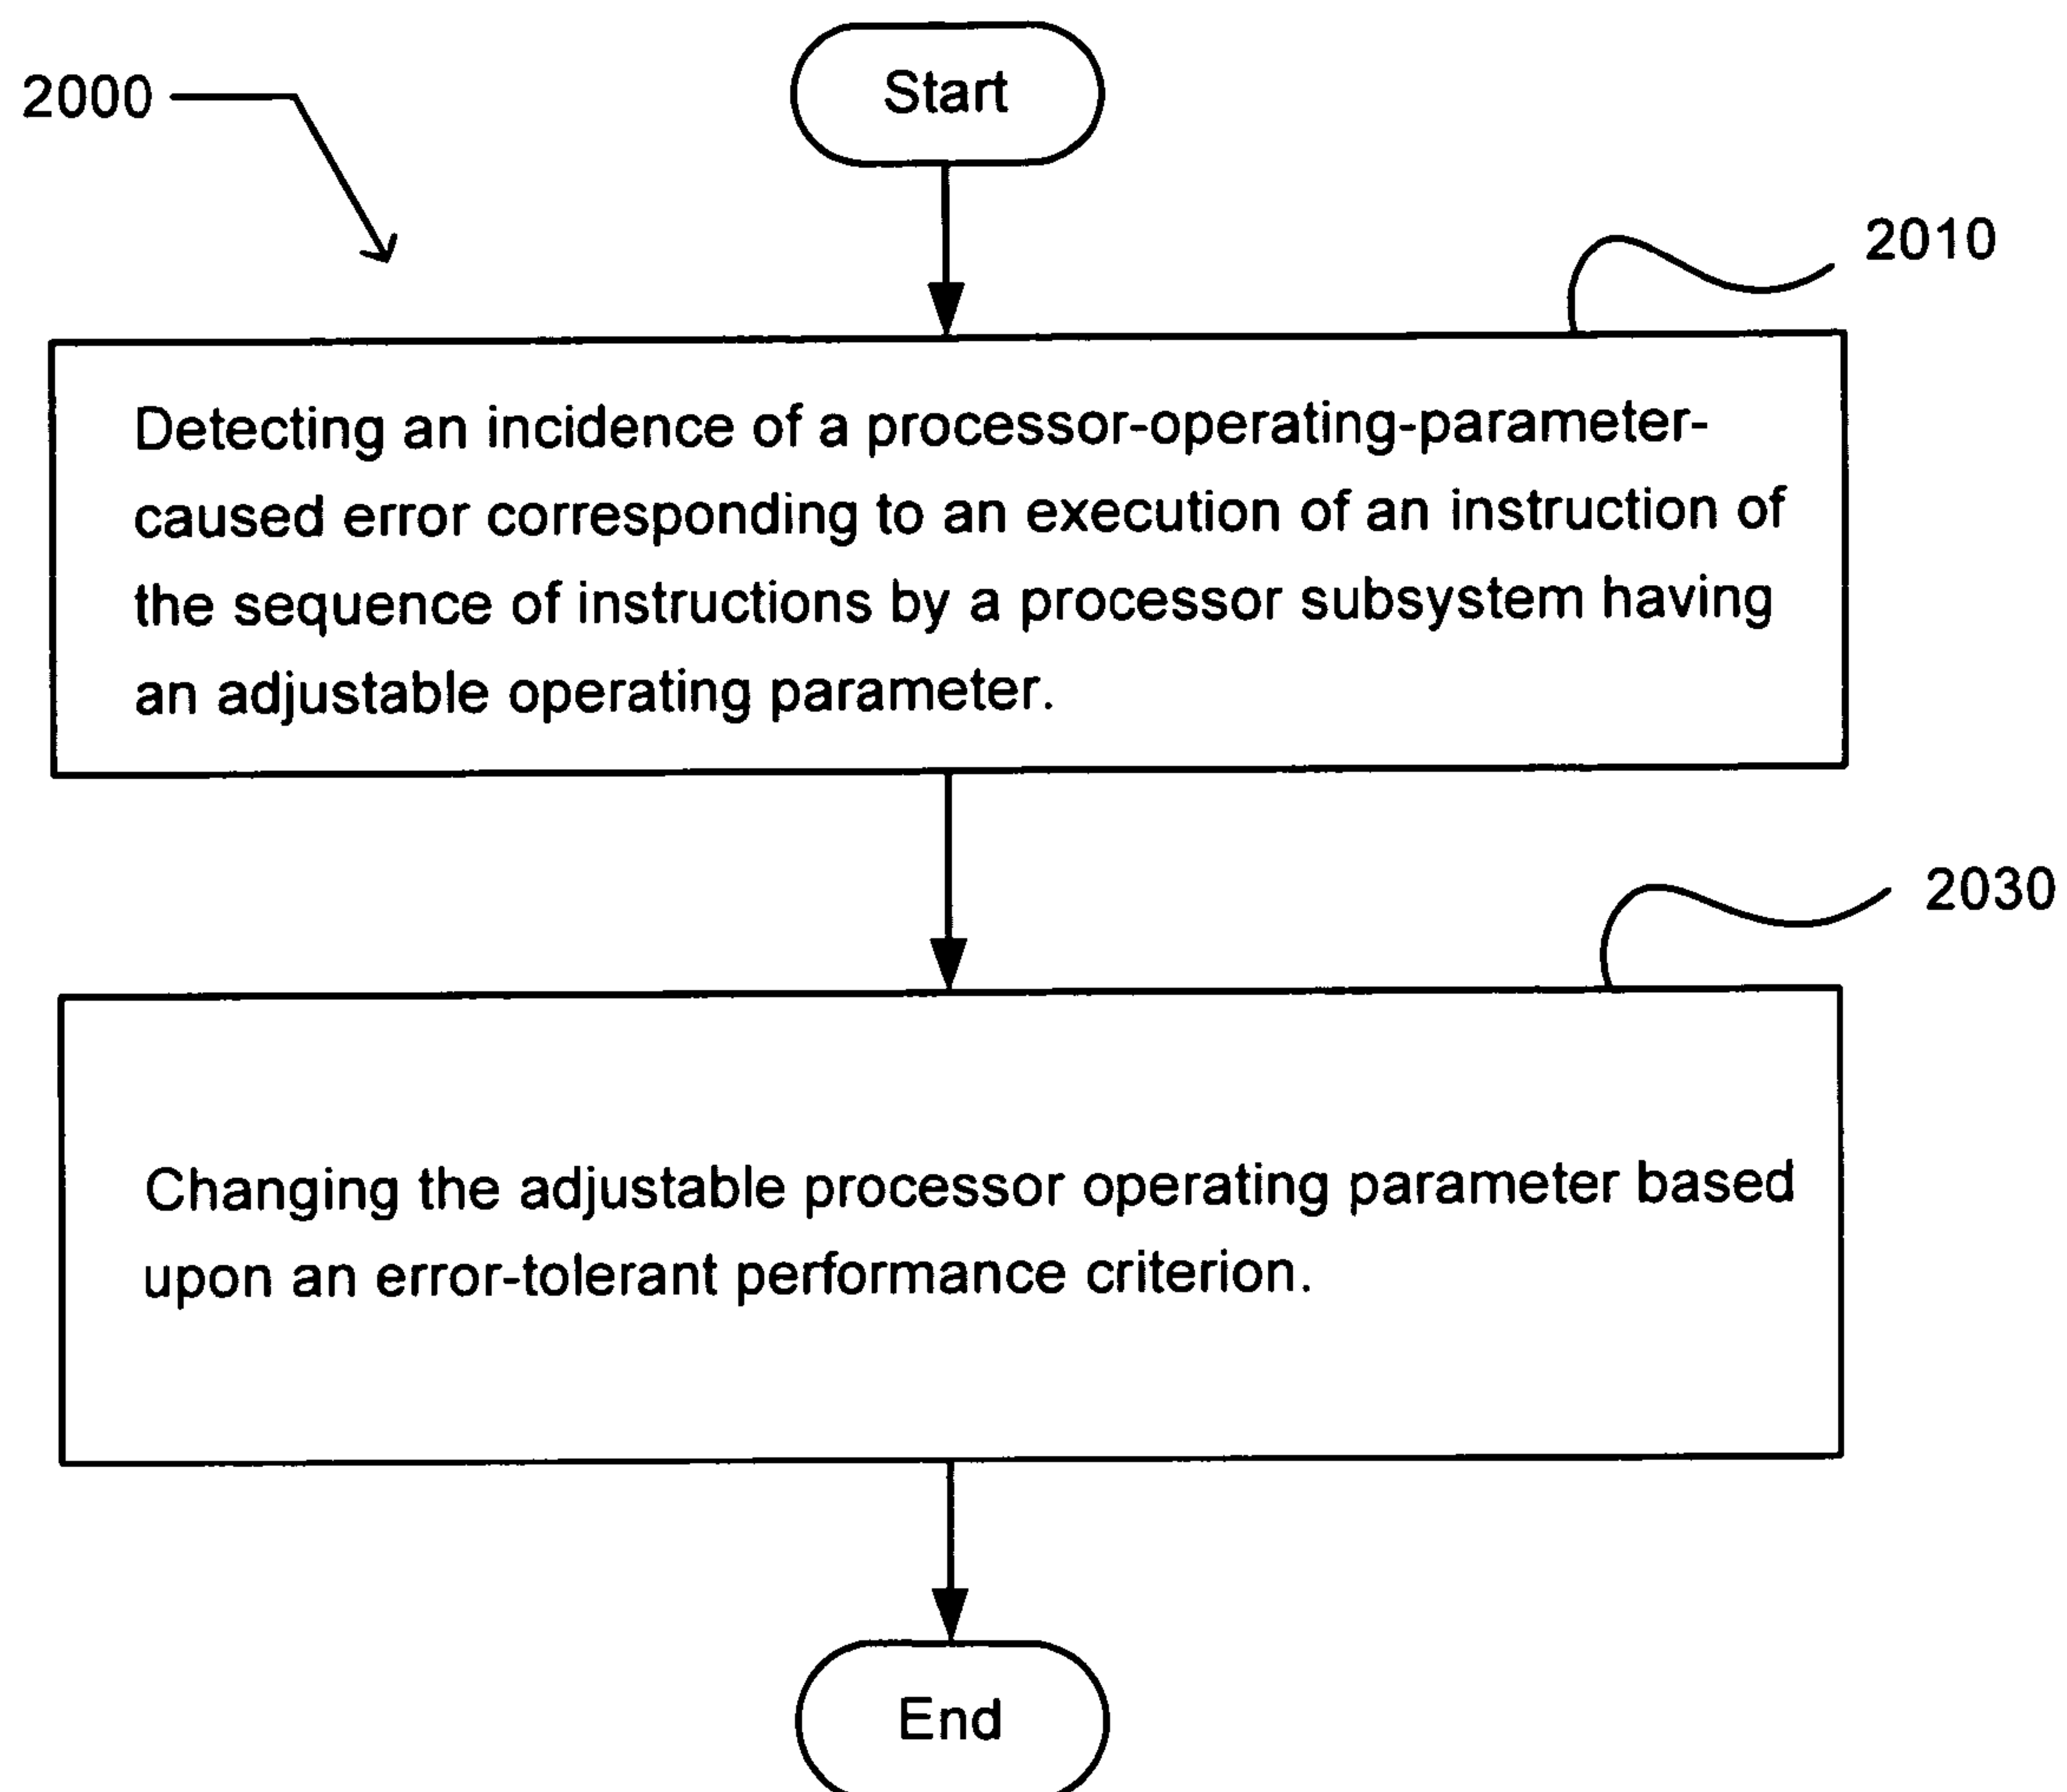 Start
2000
2010
Detecting an incidence of a processor-operating-parameter-
caused error corresponding to an execution of an instruction of
the sequence of instructions by a processor subsystem having
an adjustable operating parameter.
2030
Changing the adjustable processor operating parameter based
upon an error-tolerant performance criterion.
End